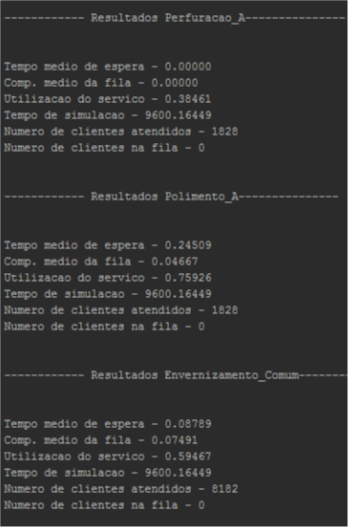 ------------ Resultados Perfuracao_A---------------
Tempo medio de espera - 0.00000
Comp. medio da fila - 0.00000
Utilizacao do servico - 0.38461
Tempo de simulacao - 9600.16449
Numero de clientes atendidos - 1828
Numero de clientes na fila - 0
------------ Resultados Polimento_A---------------
Tempo medio de espera - 0.24509
Comp. medio da fila - 0.04667
Utilizacao do servico - 0.75926
Tempo de simulacao - 9600.16449
Numero de clientes atendidos - 1828
Numero de clientes na fila - 0
------------ Resultados Envernizamento_Comum-------
Tempo medio de espera - 0.08789
Comp. medio da fila - 0.07491
Utilizacao do servico - 0.59467
Tempo de simulacao - 9600.16449
Numero de clientes atendidos - 8182
Numero de clientes na fila - 0